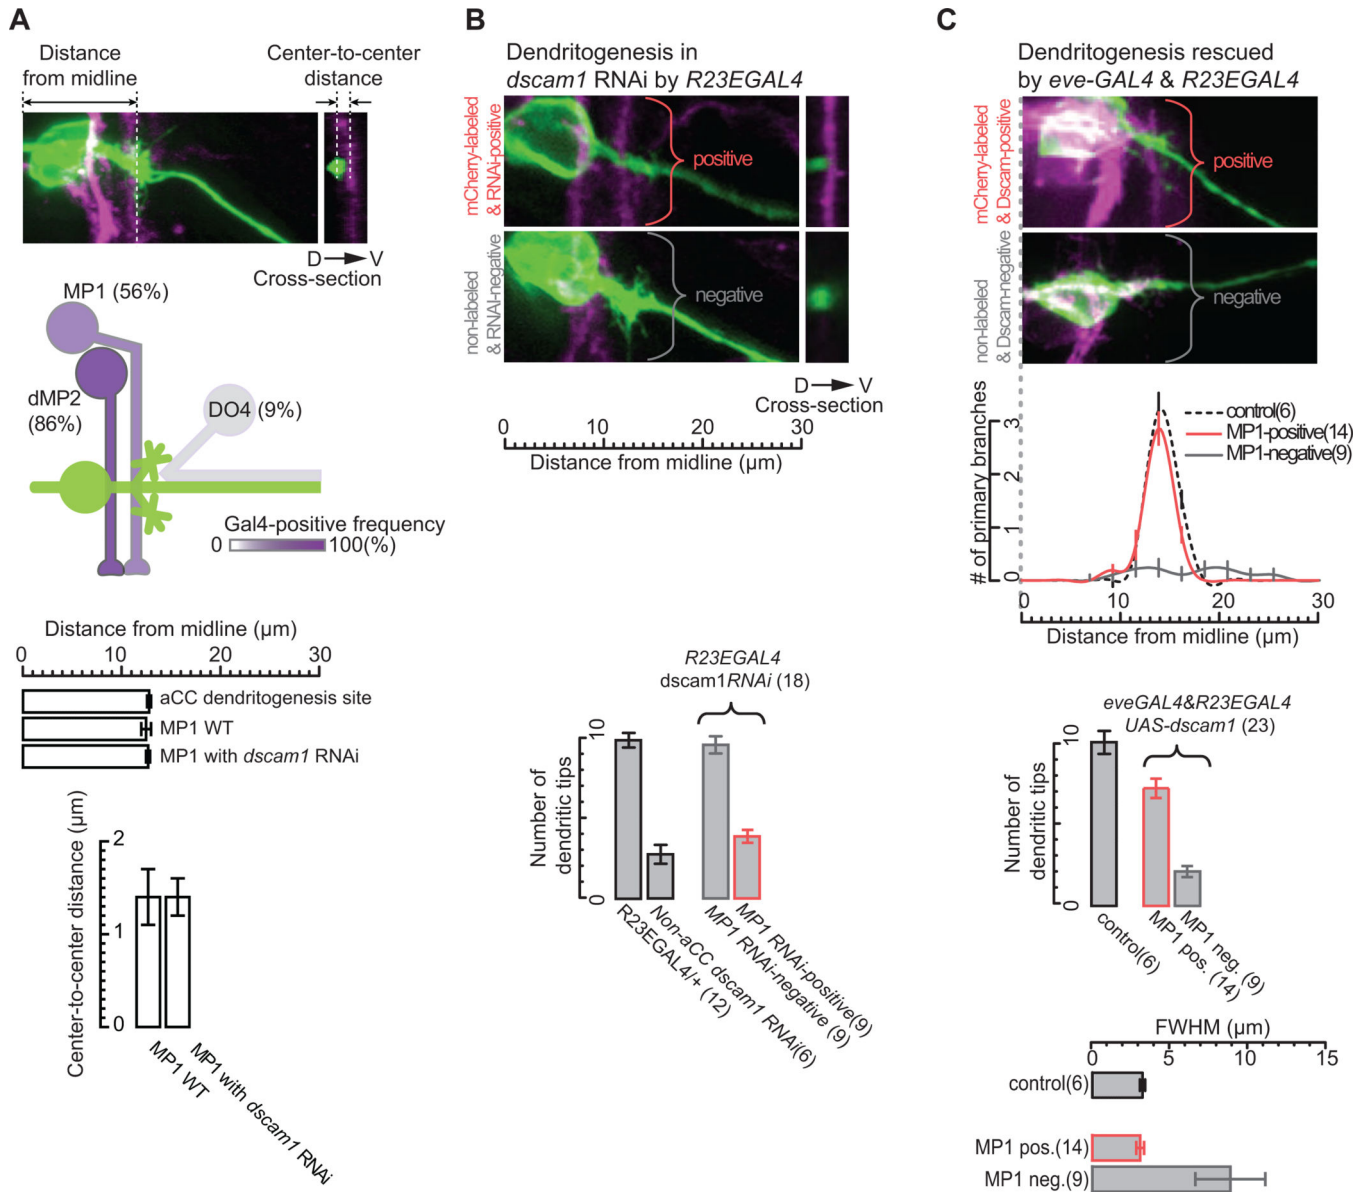 A
Distance
from midline
Center-to-center
distance
D V
Cross-section
MP1 (56%)
dMP2
(86%)
DO4 (9%)
Gal4-positive frequency
0 100(%)
Distance from midline (µm)
0 10 20 30
aCC dendritogenesis site
MP1 WT
MP1 with dscam1 RNAi
Center-to-center distance (µm)
2
1
0
MP1 WT
MP1 with dscam1 RNAi
B
Dendritogenesis in
dscam1 RNAi by R23EGAL4
mCherry-labeled
& RNAi-positive
positive
non-labeled
& RNAI-negative
negative
D V
Cross-section
0 10 20 30
Distance from midline (µm)
R23EGAL4
dscam1RNAi (18)
Number of
dendritic tips
10
0
R23EGAL4/+ (12)
Non-aCC dscam1 RNAi(6)
MP1 RNAi-negative (9)
MP1 RNAi-positive(9)
C
Dendritogenesis rescued
by eve-GAL4 & R23EGAL4
mCherry-labeled
& Dscam-positive
positive
non-labeled
& Dscam-negative
negative
control(6)
MP1-positive(14)
MP1-negative(9)
# of primary branches
3
2
1
0
0 10 20 30
Distance from midline (µm)
eveGAL4&R23EGAL4
UAS-dscam1 (23)
Number of
dendritic tips
10
0
control(6)
MP1 pos. (14)
MP1 neg. (9)
FWHM (µm)
0 5 10 15
control(6)
MP1 pos.(14)
MP1 neg.(9)